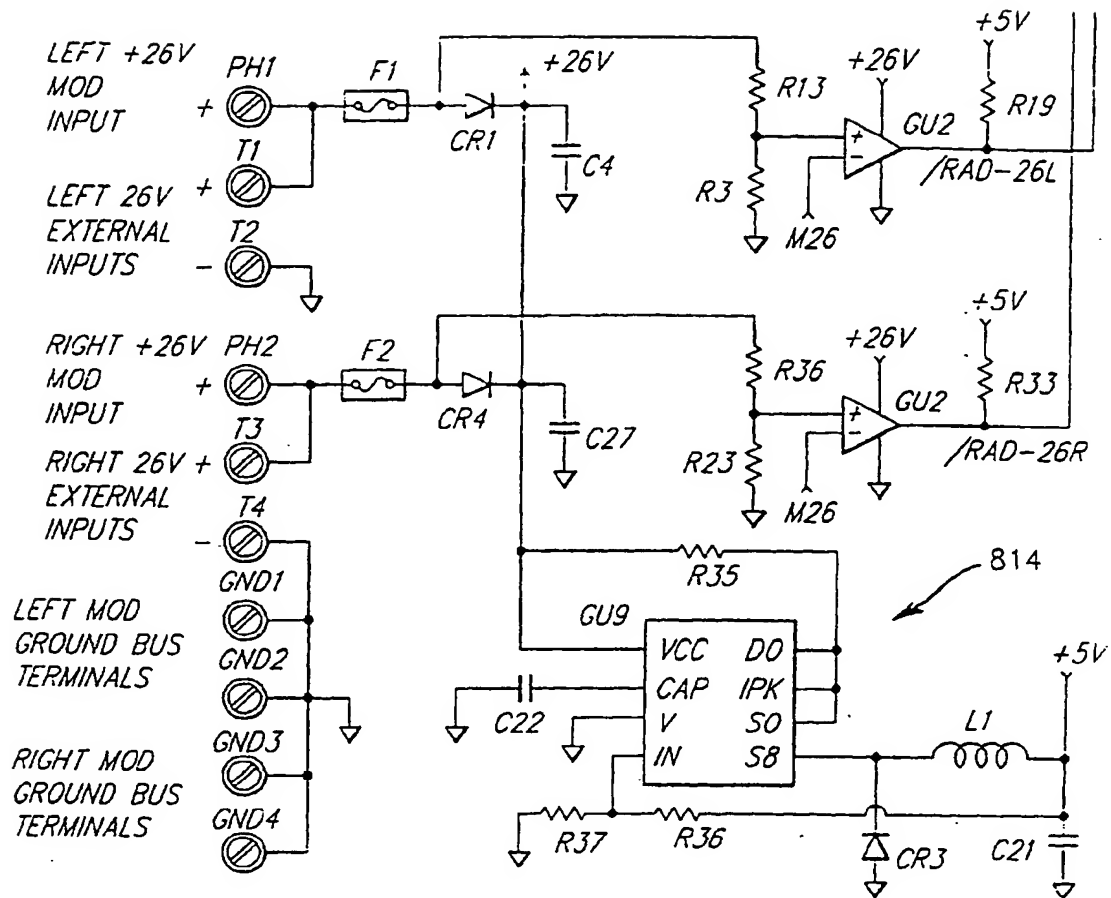 LEFT +26V
MOD
INPUT
PH1
+
F1
+26V
CR1
C4
T1
+
LEFT 26V
EXTERNAL
INPUTS
T2
-
R13
R3
+26V
+
-
GU2
M26
+5V
R19
/RAD-26L
RIGHT +26V
MOD
INPUT
PH2
+
F2
CR4
C27
T3
+
RIGHT 26V
EXTERNAL
INPUTS
T4
-
R36
R23
+26V
+
-
GU2
M26
+5V
R33
/RAD-26R
GND1
LEFT MOD
GROUND BUS
TERMINALS
GND2
GND3
RIGHT MOD
GROUND BUS
TERMINALS
GND4
R35
814
GU9
VCC DO
CAP IPK
V SO
IN S8
C22
L1
+5V
R37
R36
CR3
C21